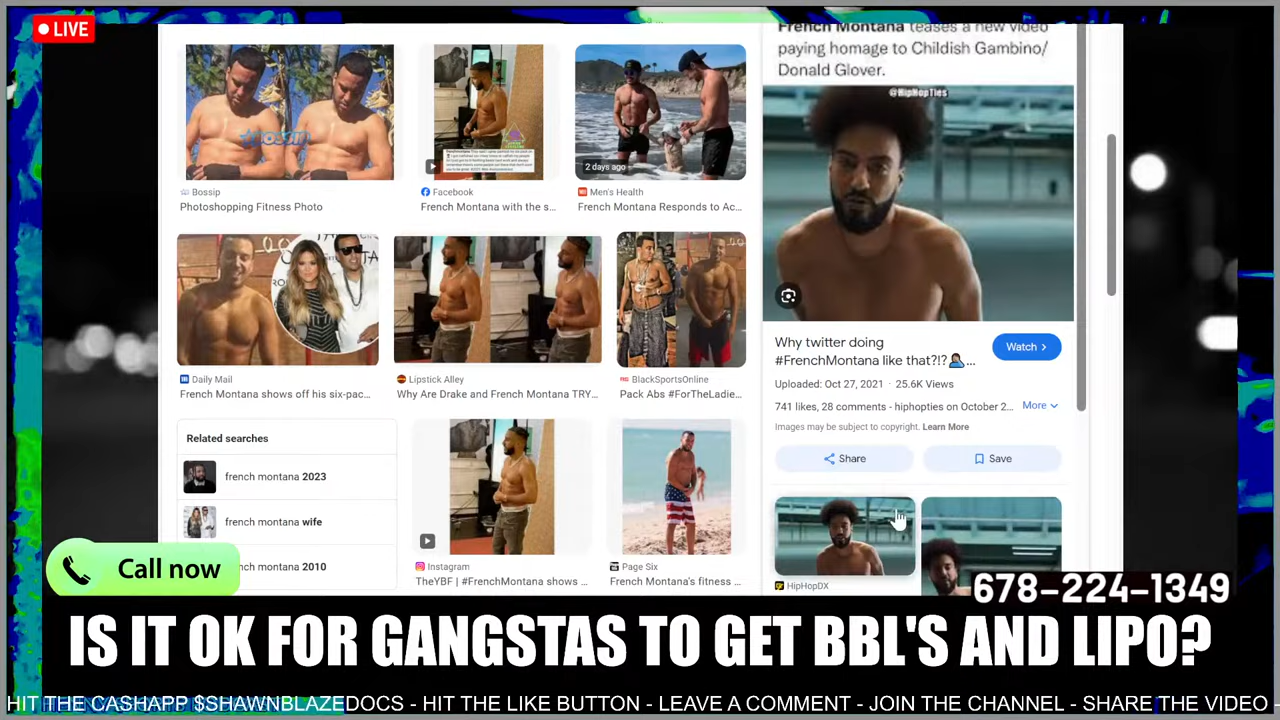 LIVE
French Montana teases a new video
paying homage to Childish Gambino/
Donald Glover.
@HipHopTies
BOSSIP
2 days ago
Bossip
Photoshopping Fitness Photo
Facebook
French Montana with the s...
Men's Health
French Montana Responds to Ac...
Daily Mail
French Montana shows off his six-pac...
Lipstick Alley
Why Are Drake and French Montana TRY...
BlackSportsOnline
Pack Abs #ForTheLadie...
Why twitter doing
#FrenchMontana like that?!?🤦🏽‍♂️...
Watch >
Uploaded: Oct 27, 2021 · 25.6K Views
741 likes, 28 comments - hiphopties on October 2...
More
Images may be subject to copyright. Learn More
Share
Save
Related searches
french montana 2023
french montana wife
nch montana 2010
Instagram
TheYBF | #FrenchMontana shows ...
Page Six
French Montana's fitness ...
HipHopDX
Call now
678-224-1349
IS IT OK FOR GANGSTAS TO GET BBL'S AND LIPO?
HIT THE CASHAPP $SHAWNBLAZEDOCS - HIT THE LIKE BUTTON - LEAVE A COMMENT - JOIN THE CHANNEL - SHARE THE VIDEO